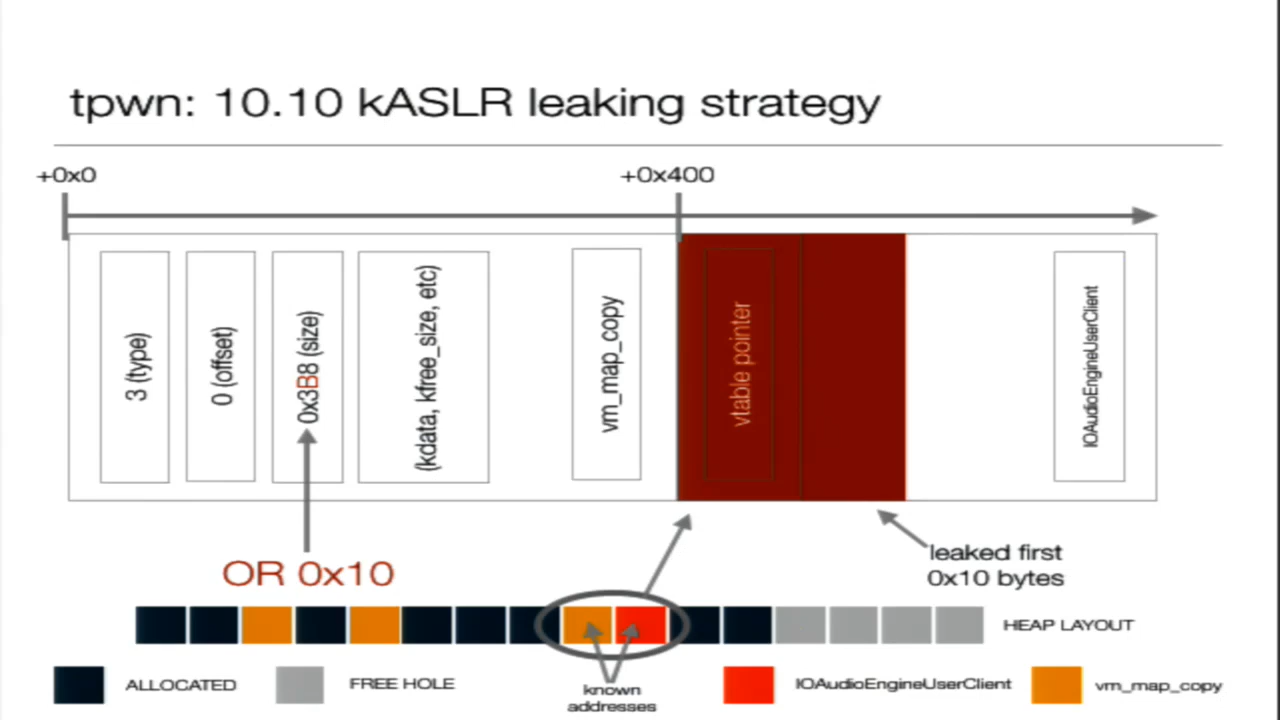 tpwn: 10.10 kASLR leaking strategy
+0x0
+0x400
3 (type)
0 (offset)
0x3B8 (size)
(kdata, kfree_size, etc)
vm_map_copy
vtable pointer
IOAudioEngineUserClient
OR 0x10
leaked first
0x10 bytes
HEAP LAYOUT
known
addresses
ALLOCATED
FREE HOLE
IOAudioEngineUserClient
vm_map_copy